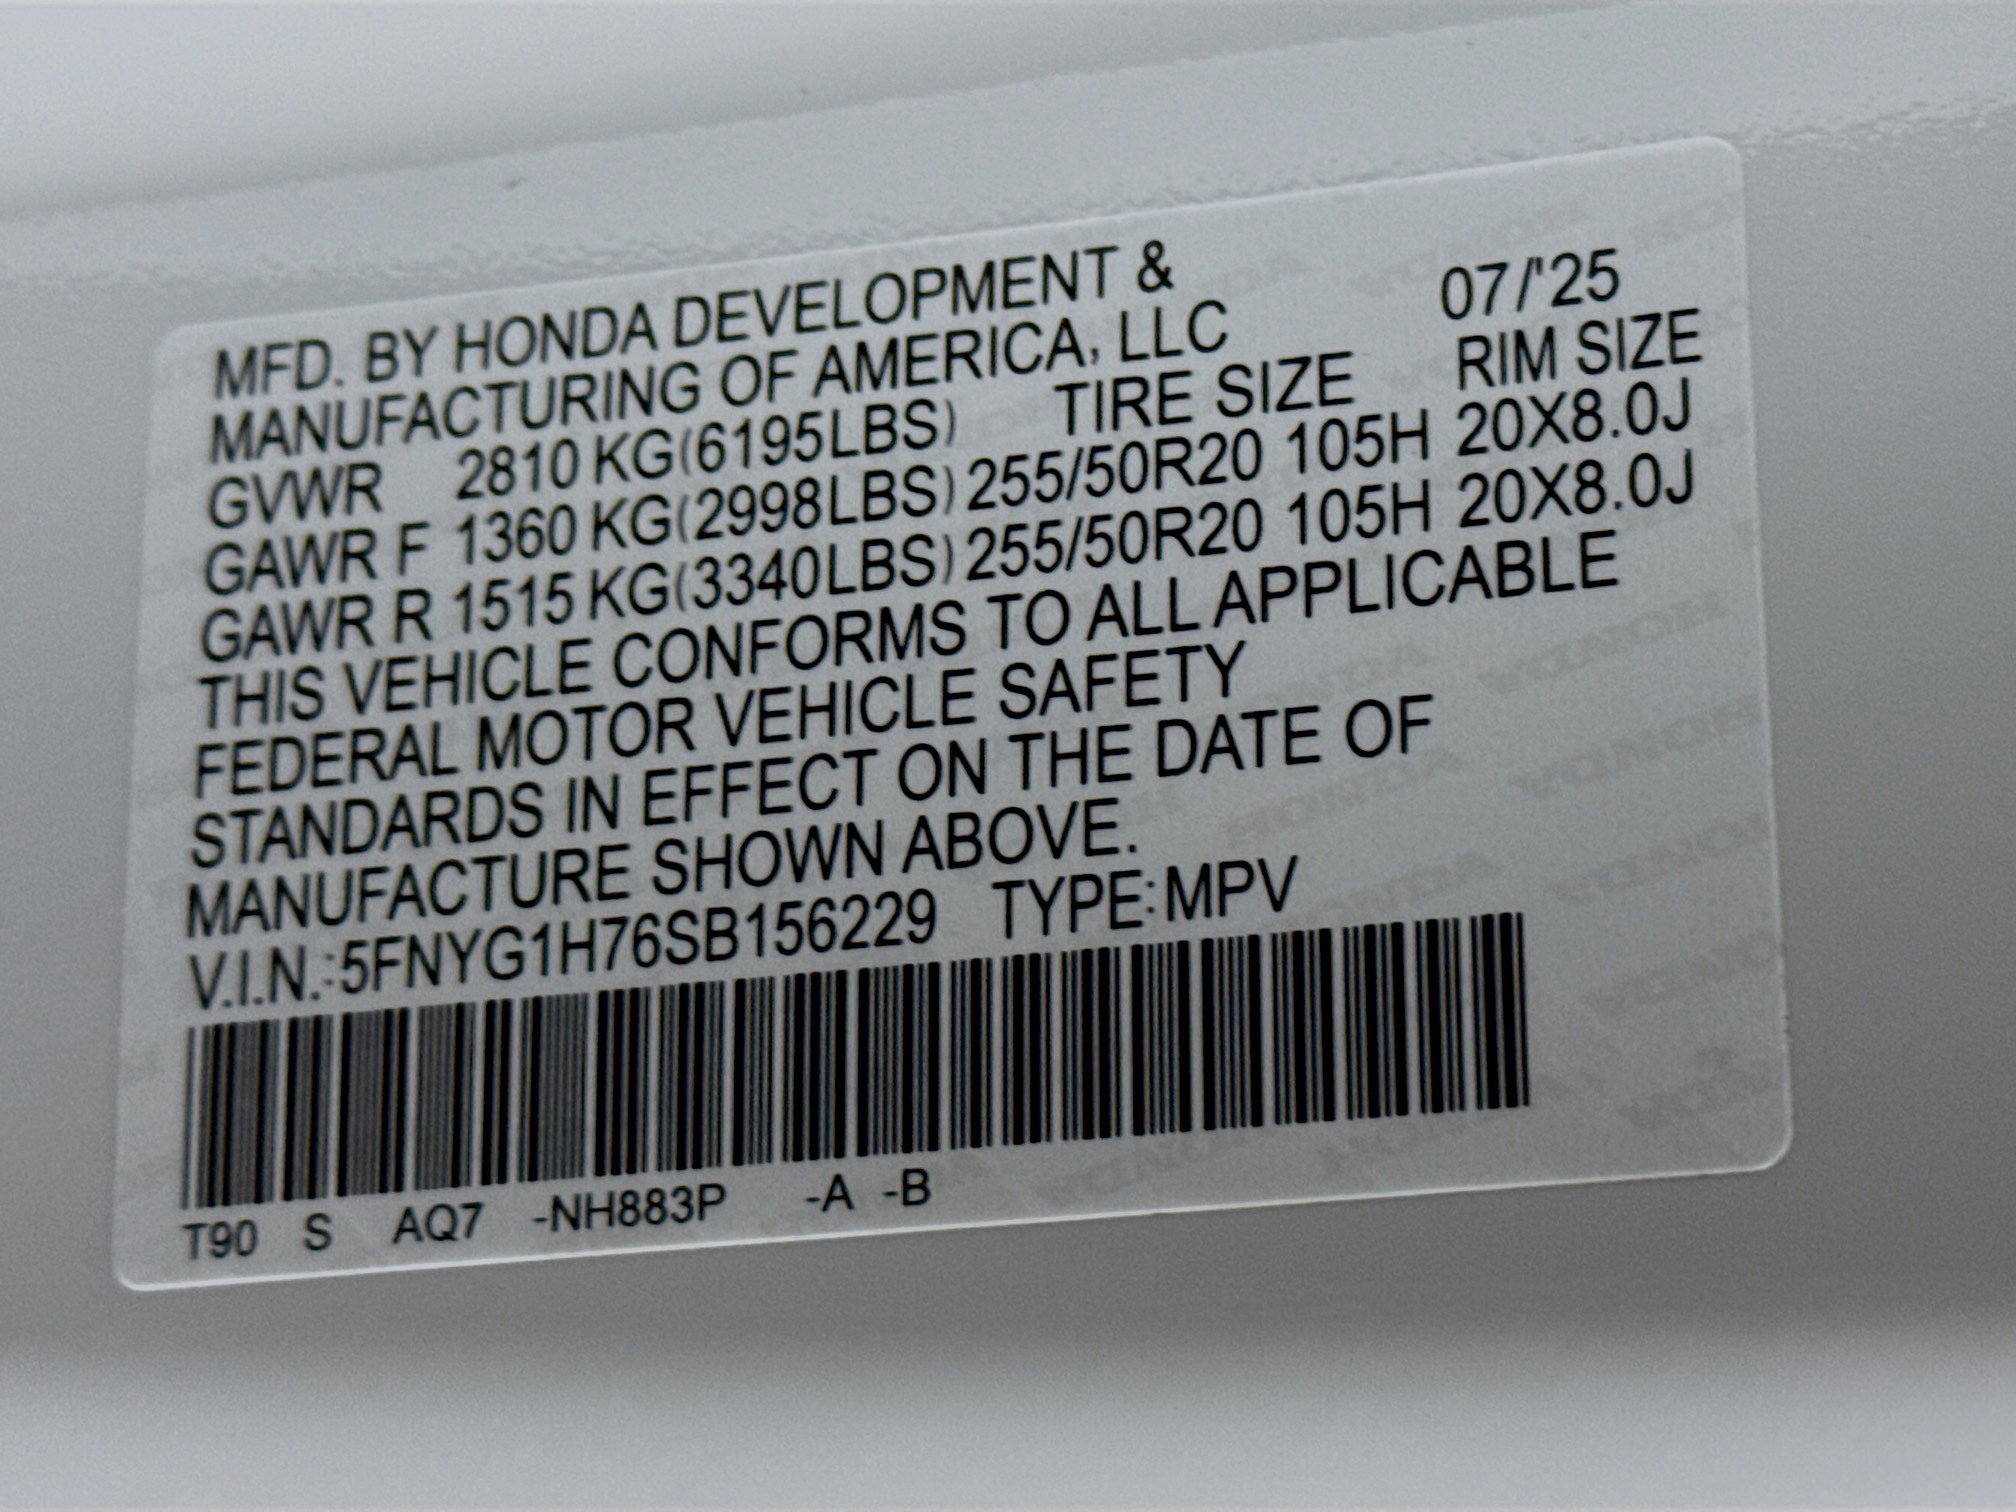 MFD. BY HONDA DEVELOPMENT &
MANUFACTURING OF AMERICA, LLC 07/'25
GVWR 2810 KG(6195LBS) TIRE SIZE RIM SIZE
GAWR F 1360 KG(2998LBS) 255/50R20 105H 20X8.0J
GAWR R 1515 KG(3340LBS) 255/50R20 105H 20X8.0J
THIS VEHICLE CONFORMS TO ALL APPLICABLE
FEDERAL MOTOR VEHICLE SAFETY
STANDARDS IN EFFECT ON THE DATE OF
MANUFACTURE SHOWN ABOVE.
V.I.N.:5FNYG1H76SB156229 TYPE:MPV
T90 S AQ7 -NH883P -A -B